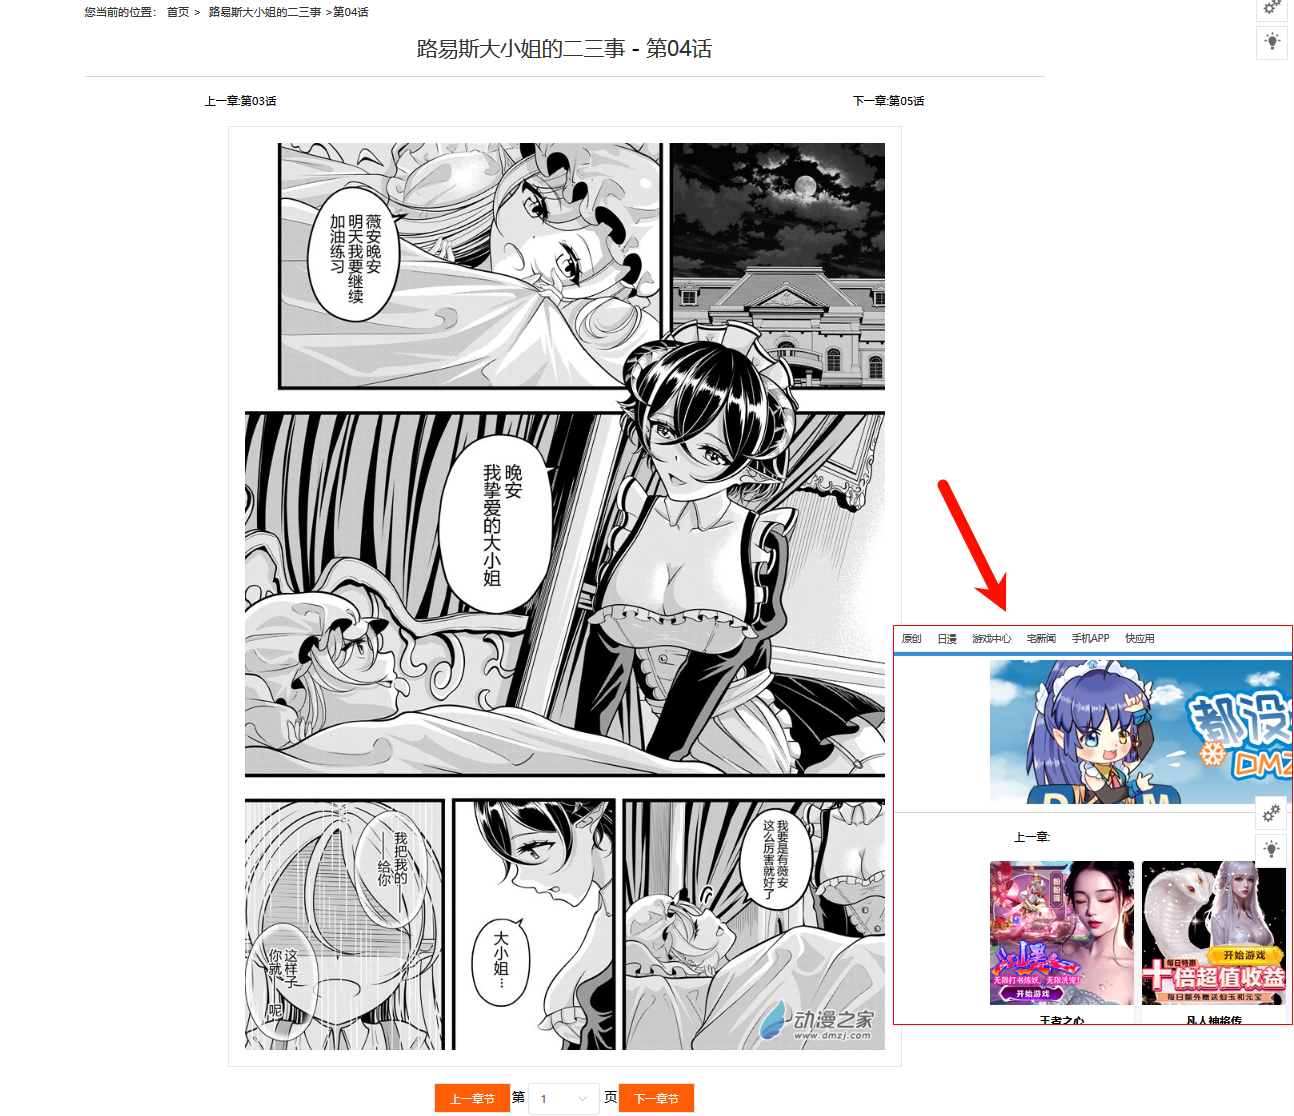 您当前的位置： 首页 > 路易斯大小姐的二三事 >第04话
路易斯大小姐的二三事 - 第04话
上一章:第03话
下一章:第05话
薇安晚安
明天我要继续
加油练习
晚安
我挚爱的大小姐
我要是有薇安
这么厉害就好了
大小姐…
我把我的
——给你
这样子
你就
呢
动漫之家
www.dmzj.com
原创 日漫 游戏中心 宅新闻 手机APP 快应用
都没
DMZ
上一章:
开始游戏
无限打书炼妖，无限洗宠!
开始游戏
每日特惠
十倍超值收益
每日额外赠送仙玉和元宝
王者之心
凡人神将传
上一章节 第 1 页 下一章节